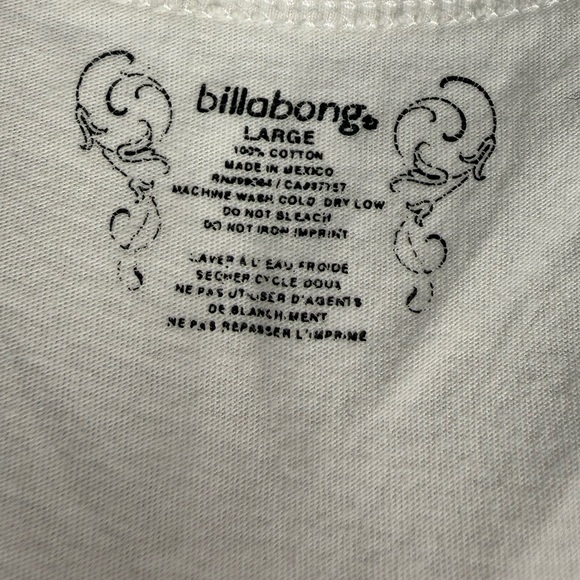 billabong
LARGE
100% COTTON
MADE IN MEXICO
MACHINE WASH COLD DRY LOW
DO NOT BLEACH
DO NOT IRON IMPRINT
LAVER A L'EAU FROIDE
SECHER CYCLE DOUX
NE PAS UTILISER D'AGENTS
DE BLANCHIMENT
NE PAS REPASSER L'IMPRIME